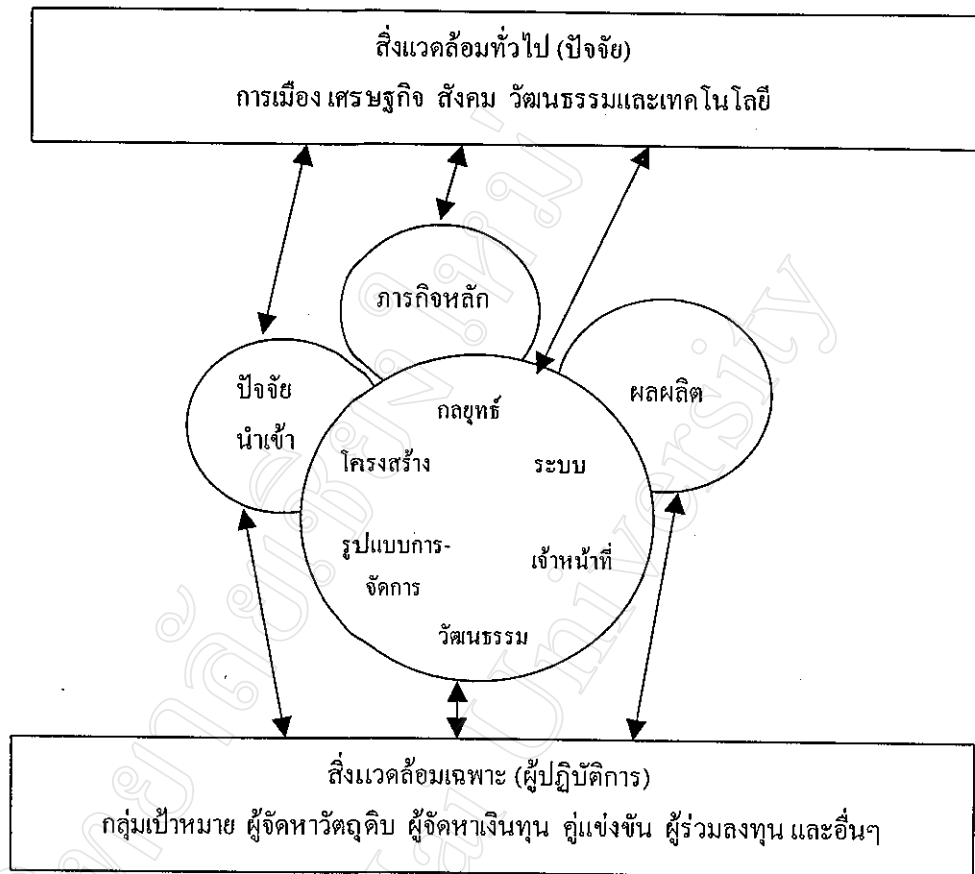 สิ่งแวดล้อมทั่วไป (ปัจจัย)
การเมือง เศรษฐกิจ สังคม วัฒนธรรมและเทคโนโลยี
ภารกิจหลัก
ปัจจัย
นำเข้า
ผลผลิต
กลยุทธ์
โครงสร้าง
ระบบ
รูปแบบการ-
จัดการ
เจ้าหน้าที่
วัฒนธรรม
สิ่งแวดล้อมเฉพาะ (ผู้ปฏิบัติการ)
กลุ่มเป้าหมาย ผู้จัดหาวัตถุดิบ ผู้จัดหาเงินทุน คู่แข่งขัน ผู้ร่วมลงทุน และอื่นๆ
University